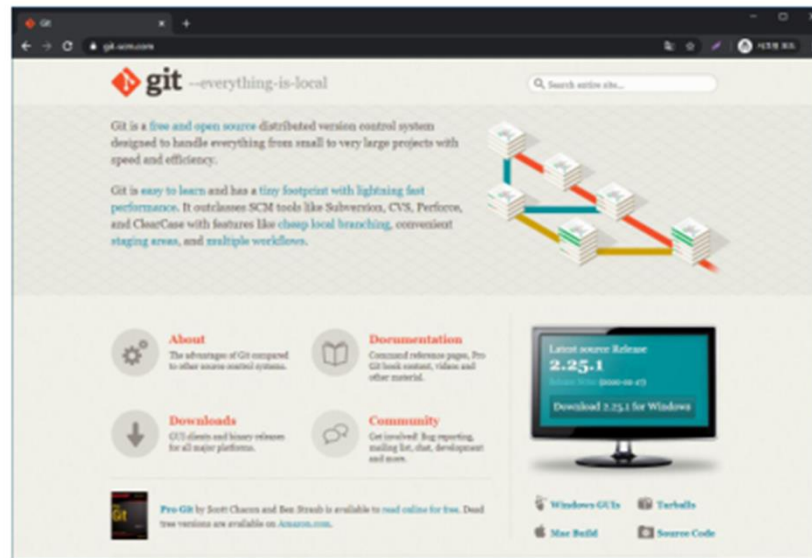 Git
git-scm.com
git --everything-is-local
Search entire site...
Git is a free and open source distributed version control system
designed to handle everything from small to very large projects with
speed and efficiency.
Git is easy to learn and has a tiny footprint with lightning fast
performance. It outclasses SCM tools like Subversion, CVS, Perforce,
and ClearCase with features like cheap local branching, convenient
staging areas, and multiple workflows.
About
The advantages of Git compared
to other source control systems.
Documentation
Command reference pages, Pro
Git book content, videos and
other material.
Downloads
GUI clients and binary releases
for all major platforms.
Community
Get involved! Bug reporting,
mailing list, chat, development
and more.
Latest source Release
2.25.1
Release Notes (2020-02-17)
Download 2.25.1 for Windows
Git
Pro Git by Scott Chacon and Ben Straub is available to read online for free. Dead
tree versions are available on Amazon.com.
Windows GUIs
Tarballs
Mac Build
Source Code